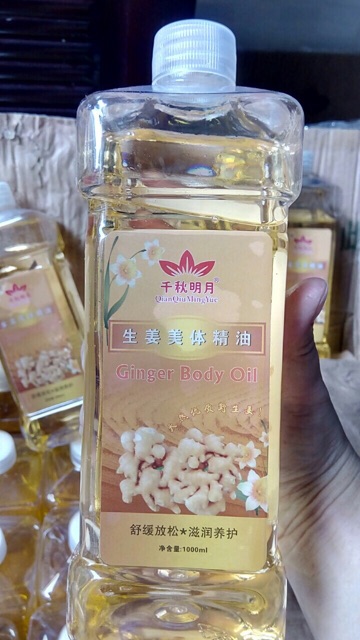 千秋明月
QianQiuMingYue
生姜美体精油
Ginger Body Oil
舒缓放松*滋润养护
净含量:1000ml